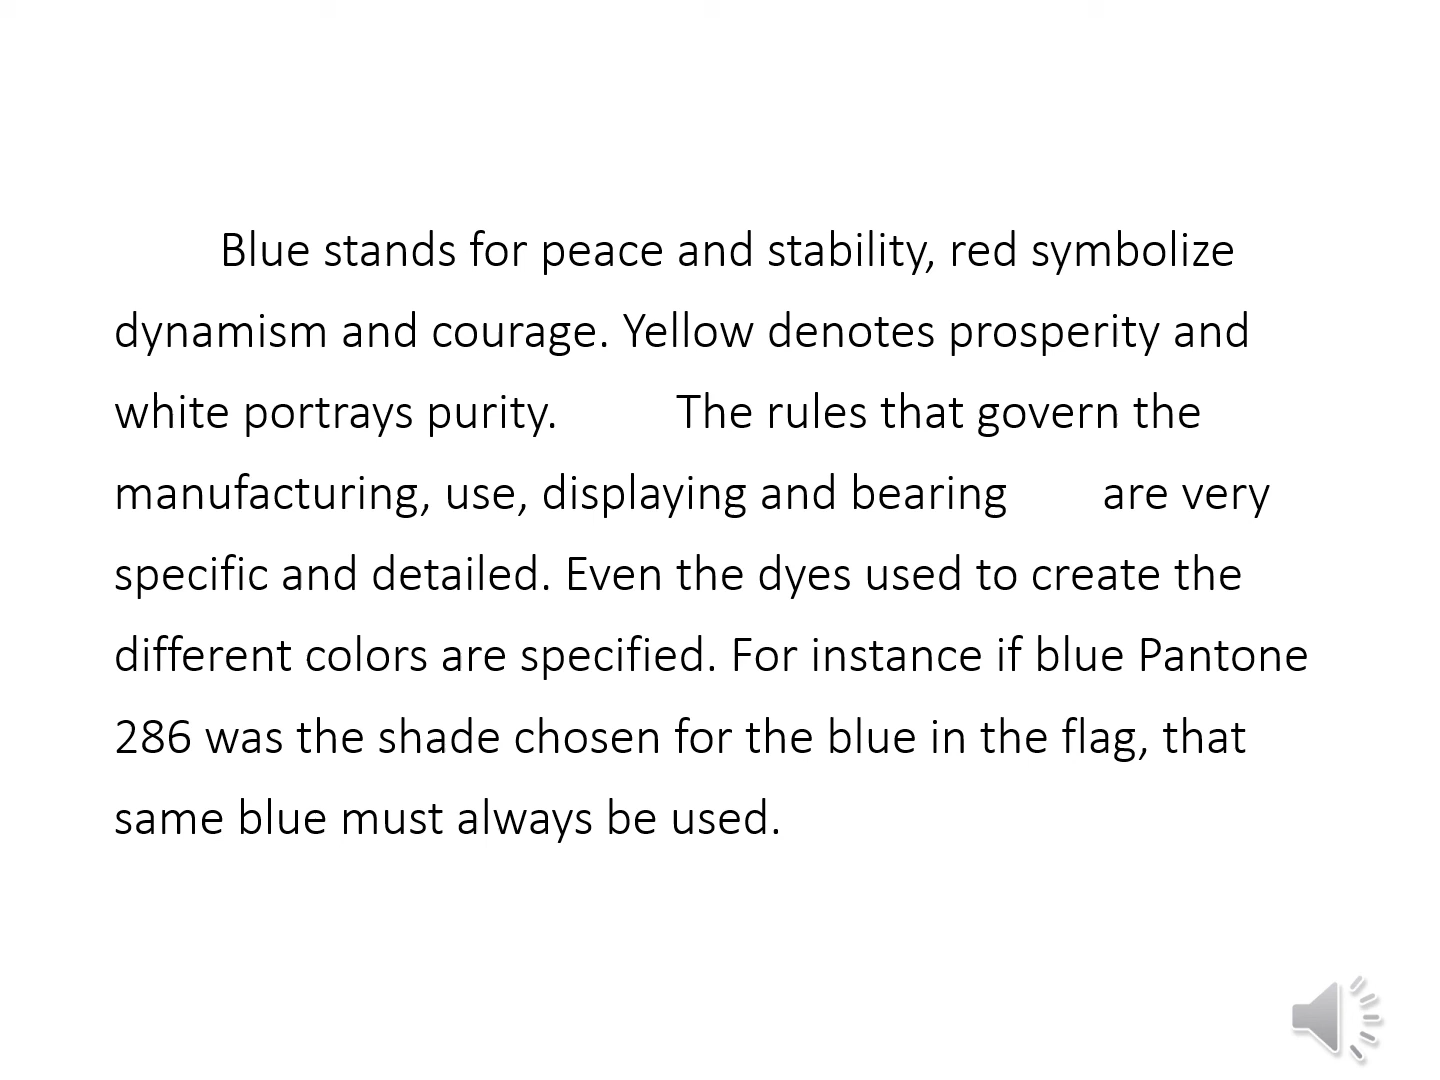 Blue stands for peace and stability, red symbolize
dynamism and courage. Yellow denotes prosperity and
white portrays purity. The rules that govern the
manufacturing, use, displaying and bearing are very
specific and detailed. Even the dyes used to create the
different colors are specified. For instance if blue Pantone
286 was the shade chosen for the blue in the flag, that
same blue must always be used.